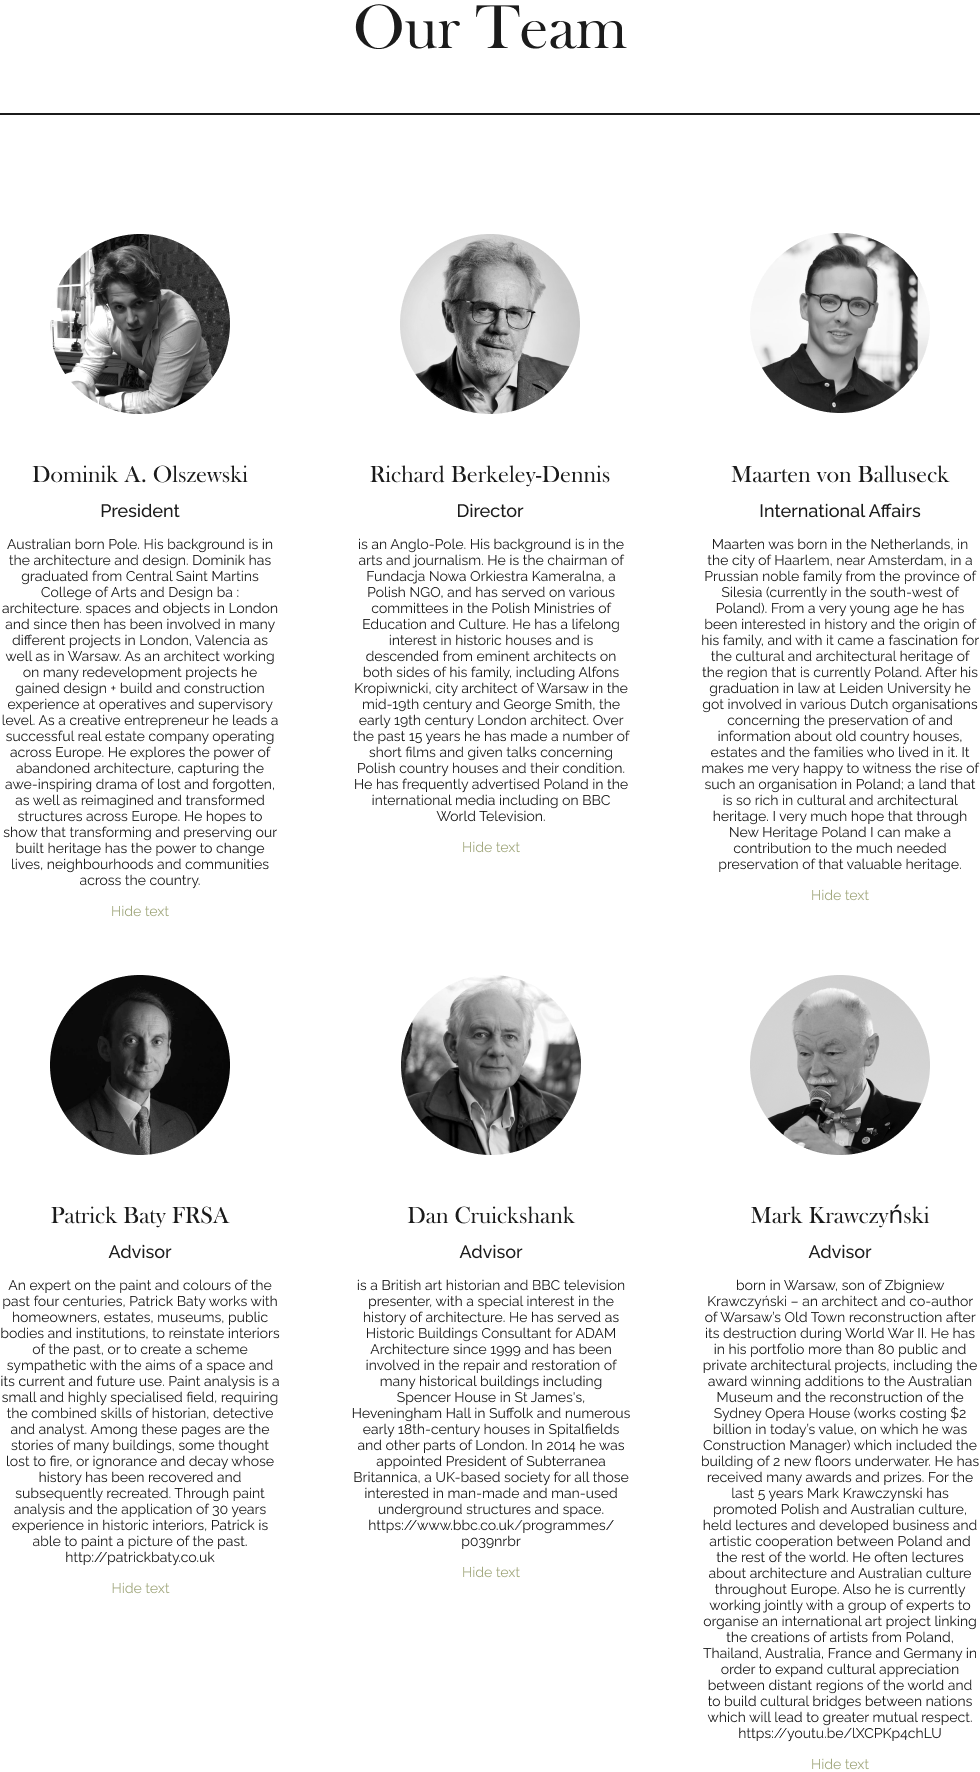 Our Team
Dominik A. Olszewski
President
Australian born Pole. His background is in
the architecture and design. Dominik has
graduated from Central Saint Martins
College of Arts and Design ba :
architecture. spaces and objects in London
and since then has been involved in many
different projects in London, Valencia as
well as in Warsaw. As an architect working
on many redevelopment projects he
gained design + build and construction
experience at operatives and supervisory
level. As a creative entrepreneur he leads a
successful real estate company operating
across Europe. He explores the power of
abandoned architecture, capturing the
awe-inspiring drama of lost and forgotten,
as well as reimagined and transformed
structures across Europe. He hopes to
show that transforming and preserving our
built heritage has the power to change
lives, neighbourhoods and communities
across the country.
Hide text
Richard Berkeley-Dennis
Director
is an Anglo-Pole. His background is in the
arts and journalism. He is the chairman of
Fundacja Nowa Orkiestra Kameralna, a
Polish NGO, and has served on various
committees in the Polish Ministries of
Education and Culture. He has a lifelong
interest in historic houses and is
descended from eminent architects on
both sides of his family, including Alfons
Kropiwnicki, city architect of Warsaw in the
mid-19th century and George Smith, the
early 19th century London architect. Over
the past 15 years he has made a number of
short films and given talks concerning
Polish country houses and their condition.
He has frequently advertised Poland in the
international media including on BBC
World Television.
Hide text
Maarten von Balluseck
International Affairs
Maarten was born in the Netherlands, in
the city of Haarlem, near Amsterdam, in a
Prussian noble family from the province of
Silesia (currently in the south-west of
Poland). From a very young age he has
been interested in history and the origin of
his family, and with it came a fascination for
the cultural and architectural heritage of
the region that is currently Poland. After his
graduation in law at Leiden University he
got involved in various Dutch organisations
concerning the preservation of and
information about old country houses,
estates and the families who lived in it. It
makes me very happy to witness the rise of
such an organisation in Poland; a land that
is so rich in cultural and architectural
heritage. I very much hope that through
New Heritage Poland I can make a
contribution to the much needed
preservation of that valuable heritage.
Hide text
Patrick Baty FRSA
Advisor
An expert on the paint and colours of the
past four centuries, Patrick Baty works with
homeowners, estates, museums, public
bodies and institutions, to reinstate interiors
of the past, or to create a scheme
sympathetic with the aims of a space and
its current and future use. Paint analysis is a
small and highly specialised field, requiring
the combined skills of historian, detective
and analyst. Among these pages are the
stories of many buildings, some thought
lost to fire, or ignorance and decay whose
history has been recovered and
subsequently recreated. Through paint
analysis and the application of 30 years
experience in historic interiors, Patrick is
able to paint a picture of the past.
http://patrickbaty.co.uk
Hide text
Dan Cruickshank
Advisor
is a British art historian and BBC television
presenter, with a special interest in the
history of architecture. He has served as
Historic Buildings Consultant for ADAM
Architecture since 1999 and has been
involved in the repair and restoration of
many historical buildings including
Spencer House in St James's,
Heveningham Hall in Suffolk and numerous
early 18th-century houses in Spitalfields
and other parts of London. In 2014 he was
appointed President of Subterranea
Britannica, a UK-based society for all those
interested in man-made and man-used
underground structures and space.
https://www.bbc.co.uk/programmes/
p039nrbr
Hide text
Mark Krawczyński
Advisor
born in Warsaw, son of Zbigniew
Krawczyński – an architect and co-author
of Warsaw's Old Town reconstruction after
its destruction during World War II. He has
in his portfolio more than 80 public and
private architectural projects, including the
award winning additions to the Australian
Museum and the reconstruction of the
Sydney Opera House (works costing $2
billion in today's value, on which he was
Construction Manager) which included the
building of 2 new floors underwater. He has
received many awards and prizes. For the
last 5 years Mark Krawczynski has
promoted Polish and Australian culture,
held lectures and developed business and
artistic cooperation between Poland and
the rest of the world. He often lectures
about architecture and Australian culture
throughout Europe. Also he is currently
working jointly with a group of experts to
organise an international art project linking
the creations of artists from Poland,
Thailand, Australia, France and Germany in
order to expand cultural appreciation
between distant regions of the world and
to build cultural bridges between nations
which will lead to greater mutual respect.
https://youtu.be/lXCPKp4chLU
Hide text